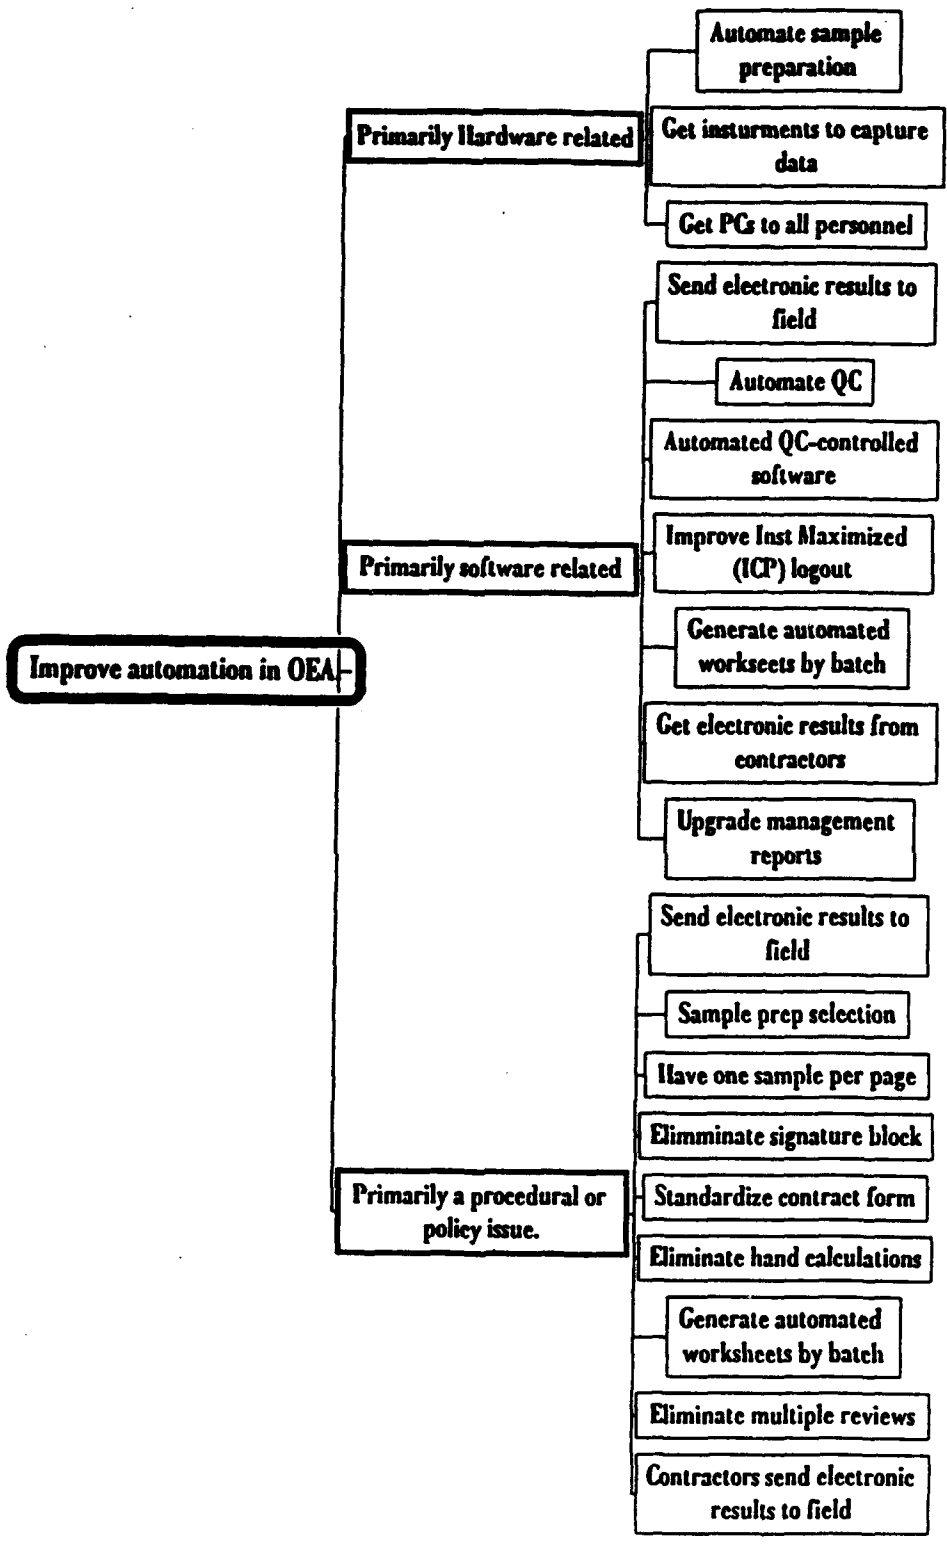 Automate sample
preparation
Primarily Hardware related
Get insturments to capture
data
Get PCs to all personnel
Send electronic results to
field
Automate QC
Automated QC-controlled
software
Improve Inst Maximized
(ICP) logout
Primarily software related
Generate automated
workseets by batch
Improve automation in OEA
Get electronic results from
contractors
Upgrade management
reports
Send electronic results to
field
Sample prep selection
Have one sample per page
Elimminate signature block
Primarily a procedural or
policy issue.
Standardize contract form
Eliminate hand calculations
Generate automated
worksheets by batch
Eliminate multiple reviews
Contractors send electronic
results to field